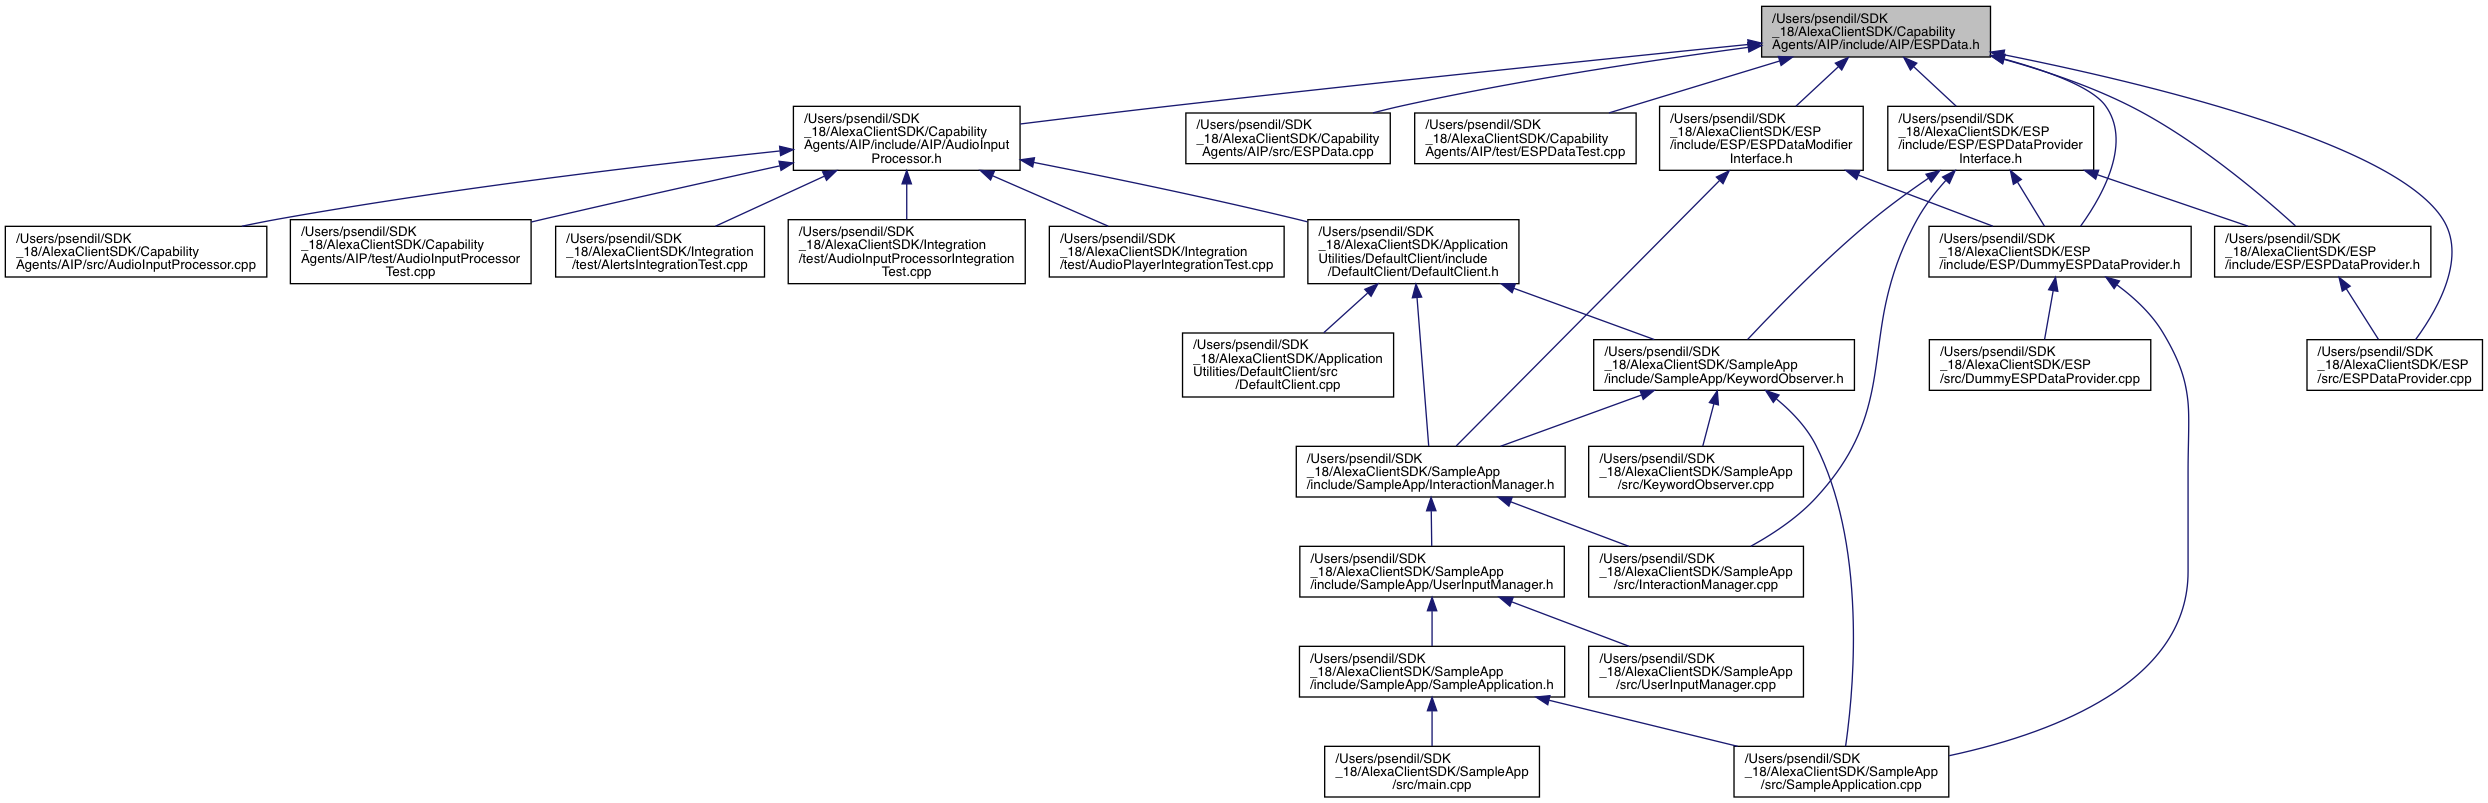 /Users/psendil/SDK
_18/AlexaClientSDK/Capability
Agents/AIP/include/AIP/ESPData.h
/Users/psendil/SDK
_18/AlexaClientSDK/Capability
Agents/AIP/include/AIP/AudioInput
Processor.h
/Users/psendil/SDK
_18/AlexaClientSDK/Capability
Agents/AIP/src/ESPData.cpp
/Users/psendil/SDK
_18/AlexaClientSDK/Capability
Agents/AIP/test/ESPDataTest.cpp
/Users/psendil/SDK
_18/AlexaClientSDK/ESP
/include/ESP/ESPDataModifier
Interface.h
/Users/psendil/SDK
_18/AlexaClientSDK/ESP
/include/ESP/ESPDataProvider
Interface.h
/Users/psendil/SDK
_18/AlexaClientSDK/Capability
Agents/AIP/src/AudioInputProcessor.cpp
/Users/psendil/SDK
_18/AlexaClientSDK/Capability
Agents/AIP/test/AudioInputProcessor
Test.cpp
/Users/psendil/SDK
_18/AlexaClientSDK/Integration
/test/AlertsIntegrationTest.cpp
/Users/psendil/SDK
_18/AlexaClientSDK/Integration
/test/AudioInputProcessorIntegration
Test.cpp
/Users/psendil/SDK
_18/AlexaClientSDK/Integration
/test/AudioPlayerIntegrationTest.cpp
/Users/psendil/SDK
_18/AlexaClientSDK/Application
Utilities/DefaultClient/include
/DefaultClient/DefaultClient.h
/Users/psendil/SDK
_18/AlexaClientSDK/ESP
/include/ESP/DummyESPDataProvider.h
/Users/psendil/SDK
_18/AlexaClientSDK/ESP
/include/ESP/ESPDataProvider.h
/Users/psendil/SDK
_18/AlexaClientSDK/Application
Utilities/DefaultClient/src
/DefaultClient.cpp
/Users/psendil/SDK
_18/AlexaClientSDK/SampleApp
/include/SampleApp/KeywordObserver.h
/Users/psendil/SDK
_18/AlexaClientSDK/ESP
/src/DummyESPDataProvider.cpp
/Users/psendil/SDK
_18/AlexaClientSDK/ESP
/src/ESPDataProvider.cpp
/Users/psendil/SDK
_18/AlexaClientSDK/SampleApp
/include/SampleApp/InteractionManager.h
/Users/psendil/SDK
_18/AlexaClientSDK/SampleApp
/src/KeywordObserver.cpp
/Users/psendil/SDK
_18/AlexaClientSDK/SampleApp
/include/SampleApp/UserInputManager.h
/Users/psendil/SDK
_18/AlexaClientSDK/SampleApp
/src/InteractionManager.cpp
/Users/psendil/SDK
_18/AlexaClientSDK/SampleApp
/include/SampleApp/SampleApplication.h
/Users/psendil/SDK
_18/AlexaClientSDK/SampleApp
/src/UserInputManager.cpp
/Users/psendil/SDK
_18/AlexaClientSDK/SampleApp
/src/main.cpp
/Users/psendil/SDK
_18/AlexaClientSDK/SampleApp
/src/SampleApplication.cpp